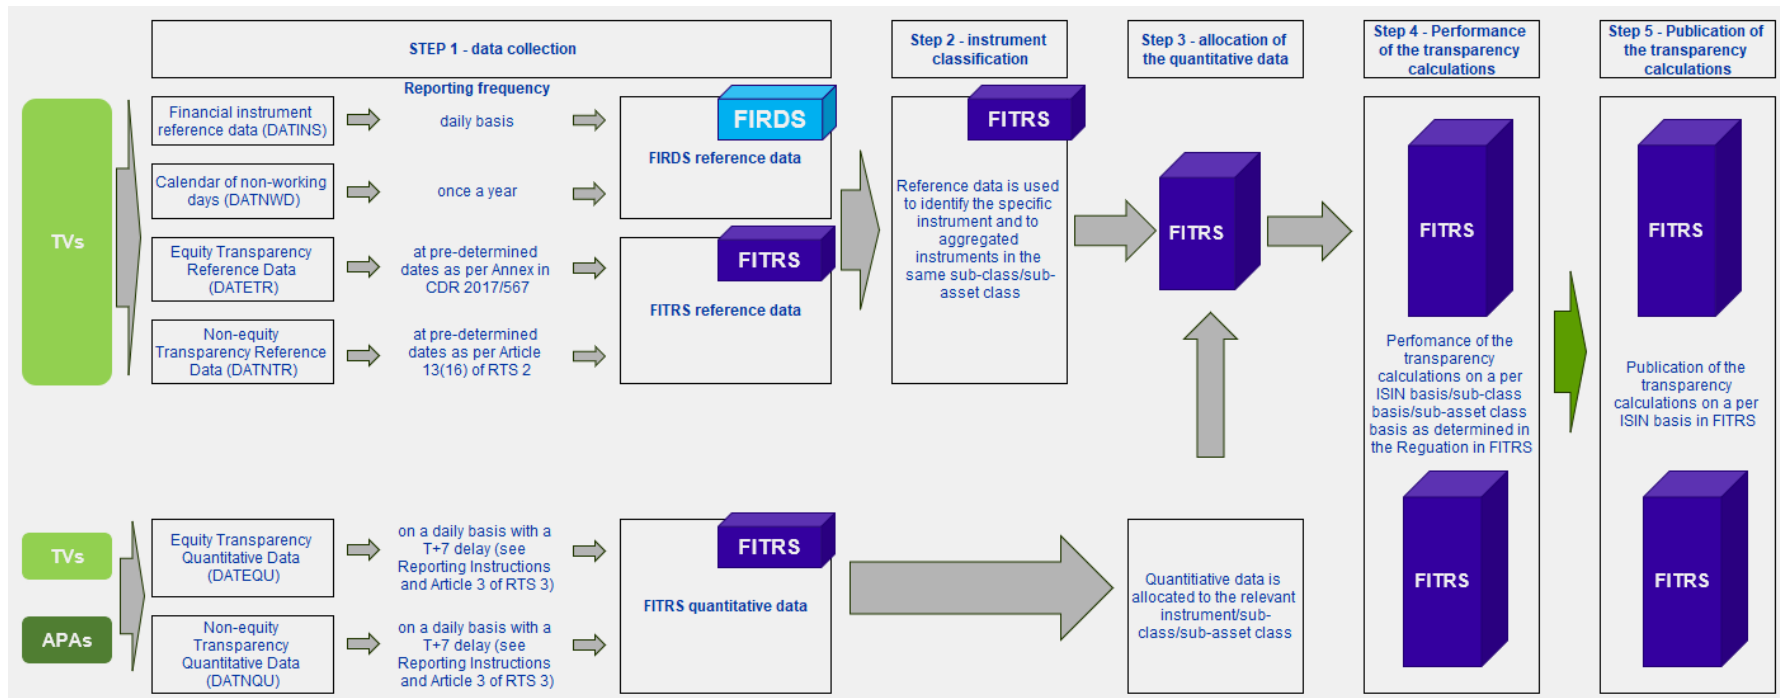 STEP 1 - data collection
Step 2 - instrument
classification
Step 3 - allocation of
the quantitative data
Step 4 - Performance
of the transparency
calculations
Step 5 - Publication of
the transparency
calculations
Reporting frequency
TVs
Financial instrument
reference data (DATINS)
daily basis
FIRDS
FIRDS reference data
Calendar of non-working
days (DATNWD)
once a year
Equity Transparency
Reference Data
(DATETR)
at pre-determined
dates as per Annex in
CDR 2017/567
FITRS
FITRS reference data
Non-equity
Transparency Reference
Data (DATNTR)
at pre-determined
dates as per Article
13(16) of RTS 2
FITRS
Reference data is used
to identify the specific
instrument and to
aggregated
instruments in the
same sub-class/sub-
asset class
FITRS
FITRS
Perfomance of the
transparency
calculations on a per
ISIN basis/sub-class
basis/sub-asset class
basis as determined in
the Reguation in FITRS
FITRS
FITRS
Publication of the
transparency
calculations on a per
ISIN basis in FITRS
FITRS
TVs
APAs
Equity Transparency
Quantitative Data
(DATEQU)
on a daily basis with a
T+7 delay (see
Reporting Instructions
and Article 3 of RTS 3)
FITRS
FITRS quantitative data
Non-equity
Transparency
Quantitative Data
(DATNQU)
on a daily basis with a
T+7 delay (see
Reporting Instructions
and Article 3 of RTS 3)
Quantitiative data is
allocated to the relevant
instrument/sub-
class/sub-asset class